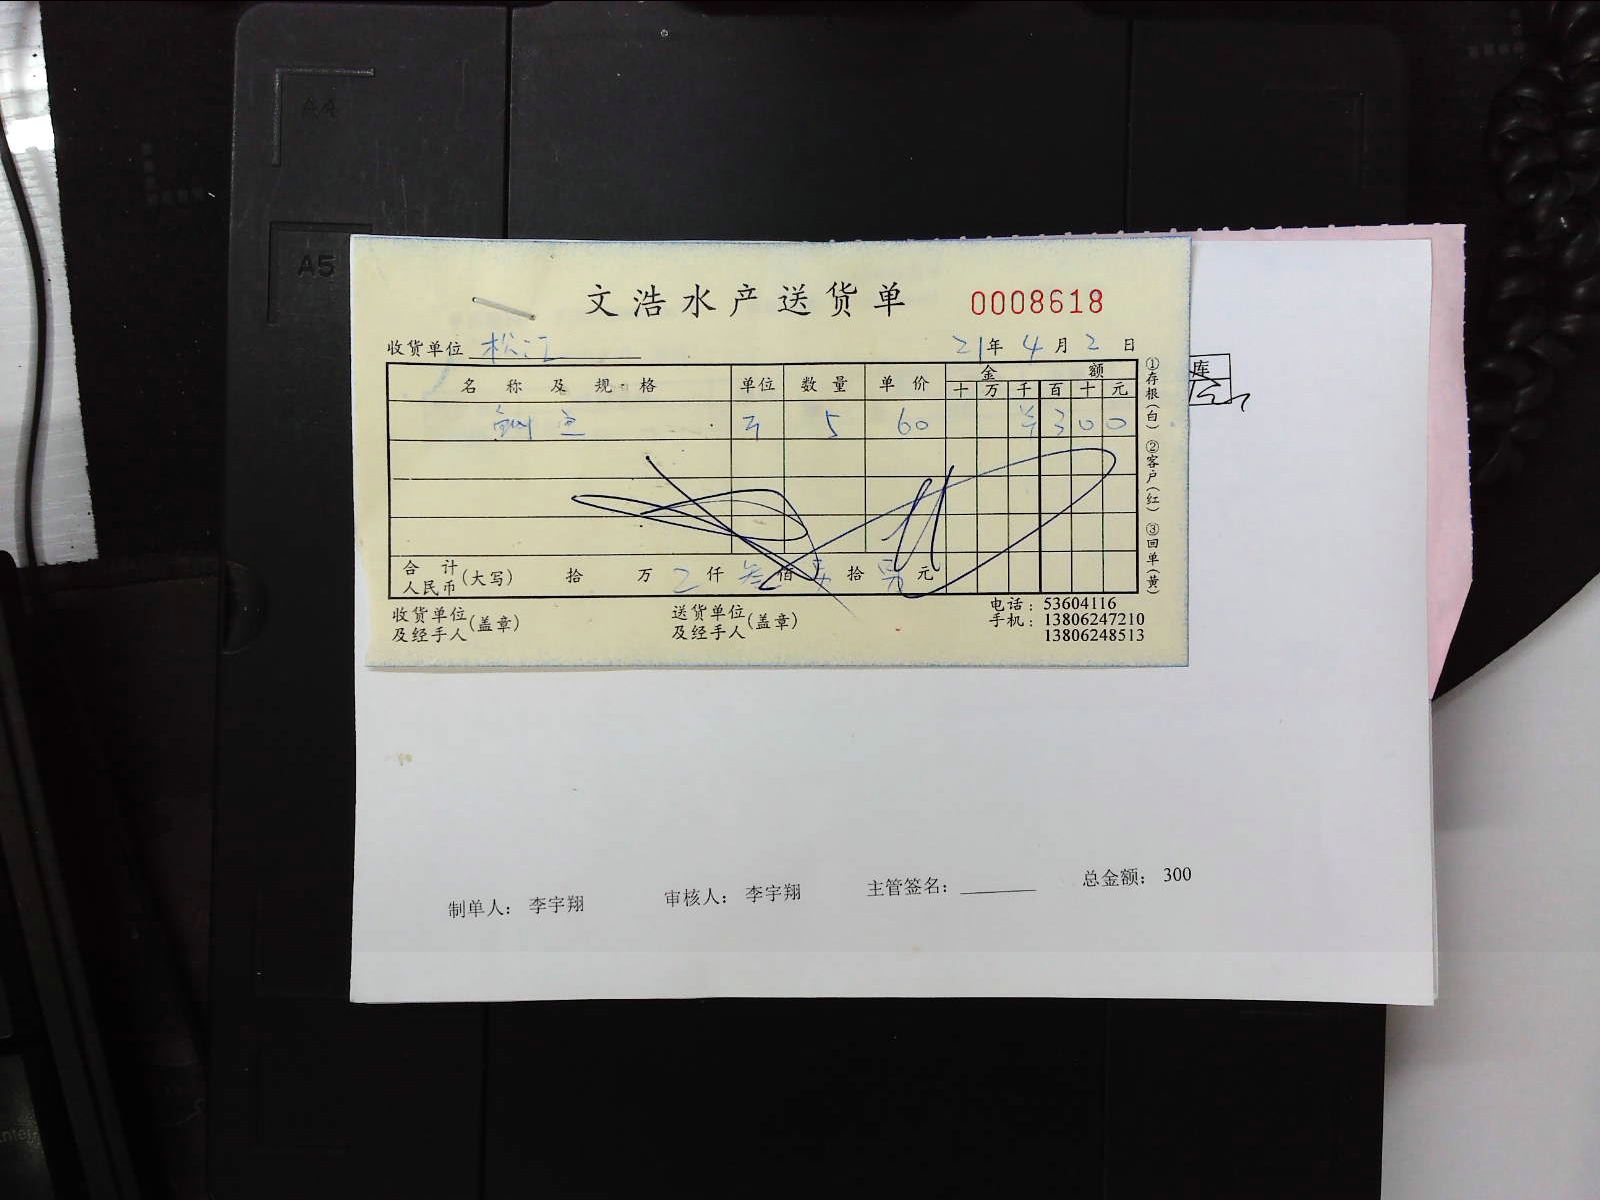 A4
A5
文浩水产送货单 0008618
收货单位 松江 21年4月2日
名称及规格 单位 数量 单价 金额
十 万 千 百 十 元
鱼 5 60 ¥300
合计人民币(大写) 拾 万 仟 叁佰 拾 元
收货单位及经手人(盖章) 送货单位及经手人(盖章)
电话:53604116
手机:13806247210
13806248513
①存根(白) ②客户(红) ③回单(黄)
库
制单人: 李宇翔 审核人: 李宇翔 主管签名: 总金额: 300